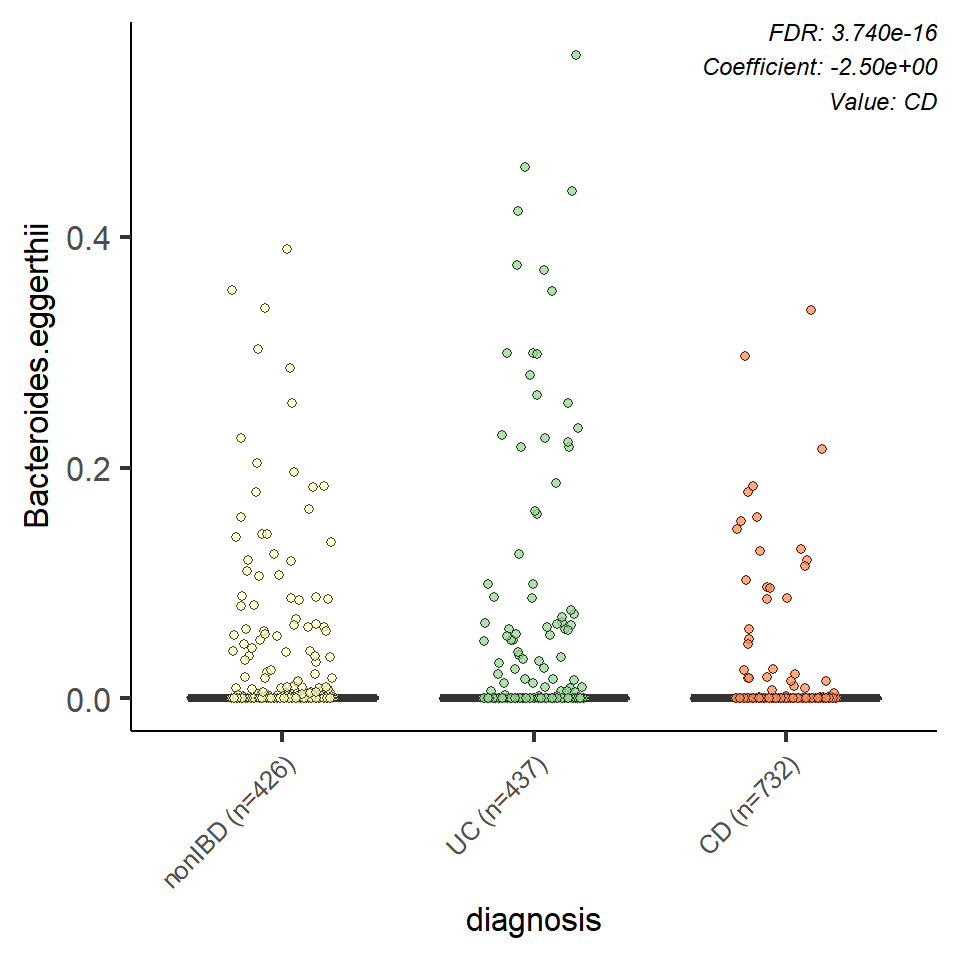 FDR: 3.740e-16
Coefficient: -2.50e+00
Value: CD
Bacteroides.eggerthii
0.4
0.2
0.0
nonIBD (n=426)
UC (n=437)
CD (n=732)
diagnosis